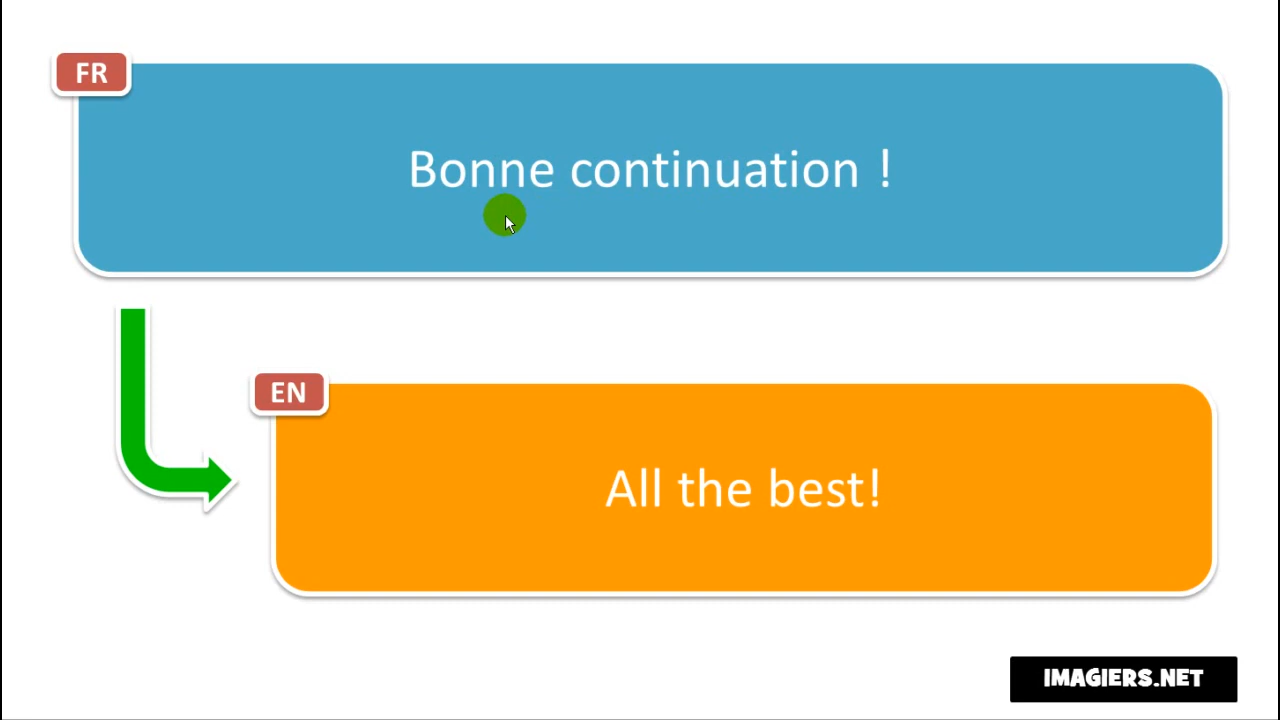 FR
Bonne continuation !
EN
All the best!
IMAGIERS.NET